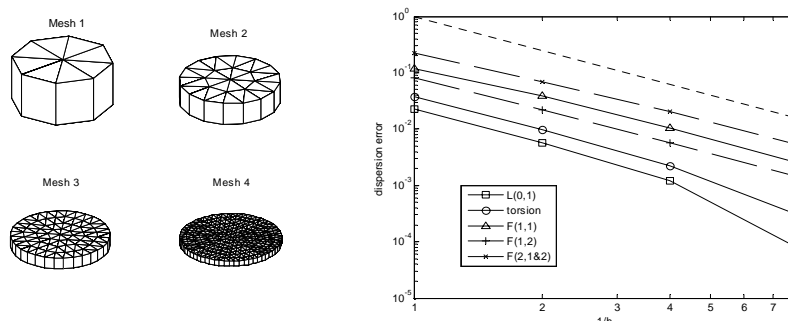 Mesh 1
Mesh 2
Mesh 3
Mesh 4
10^0
10^-1
10^-2
10^-3
10^-4
10^-5
dispersion error
L(0,1)
torsion
F(1,1)
F(1,2)
F(2,1&2)
1 2 3 4 5 6 7